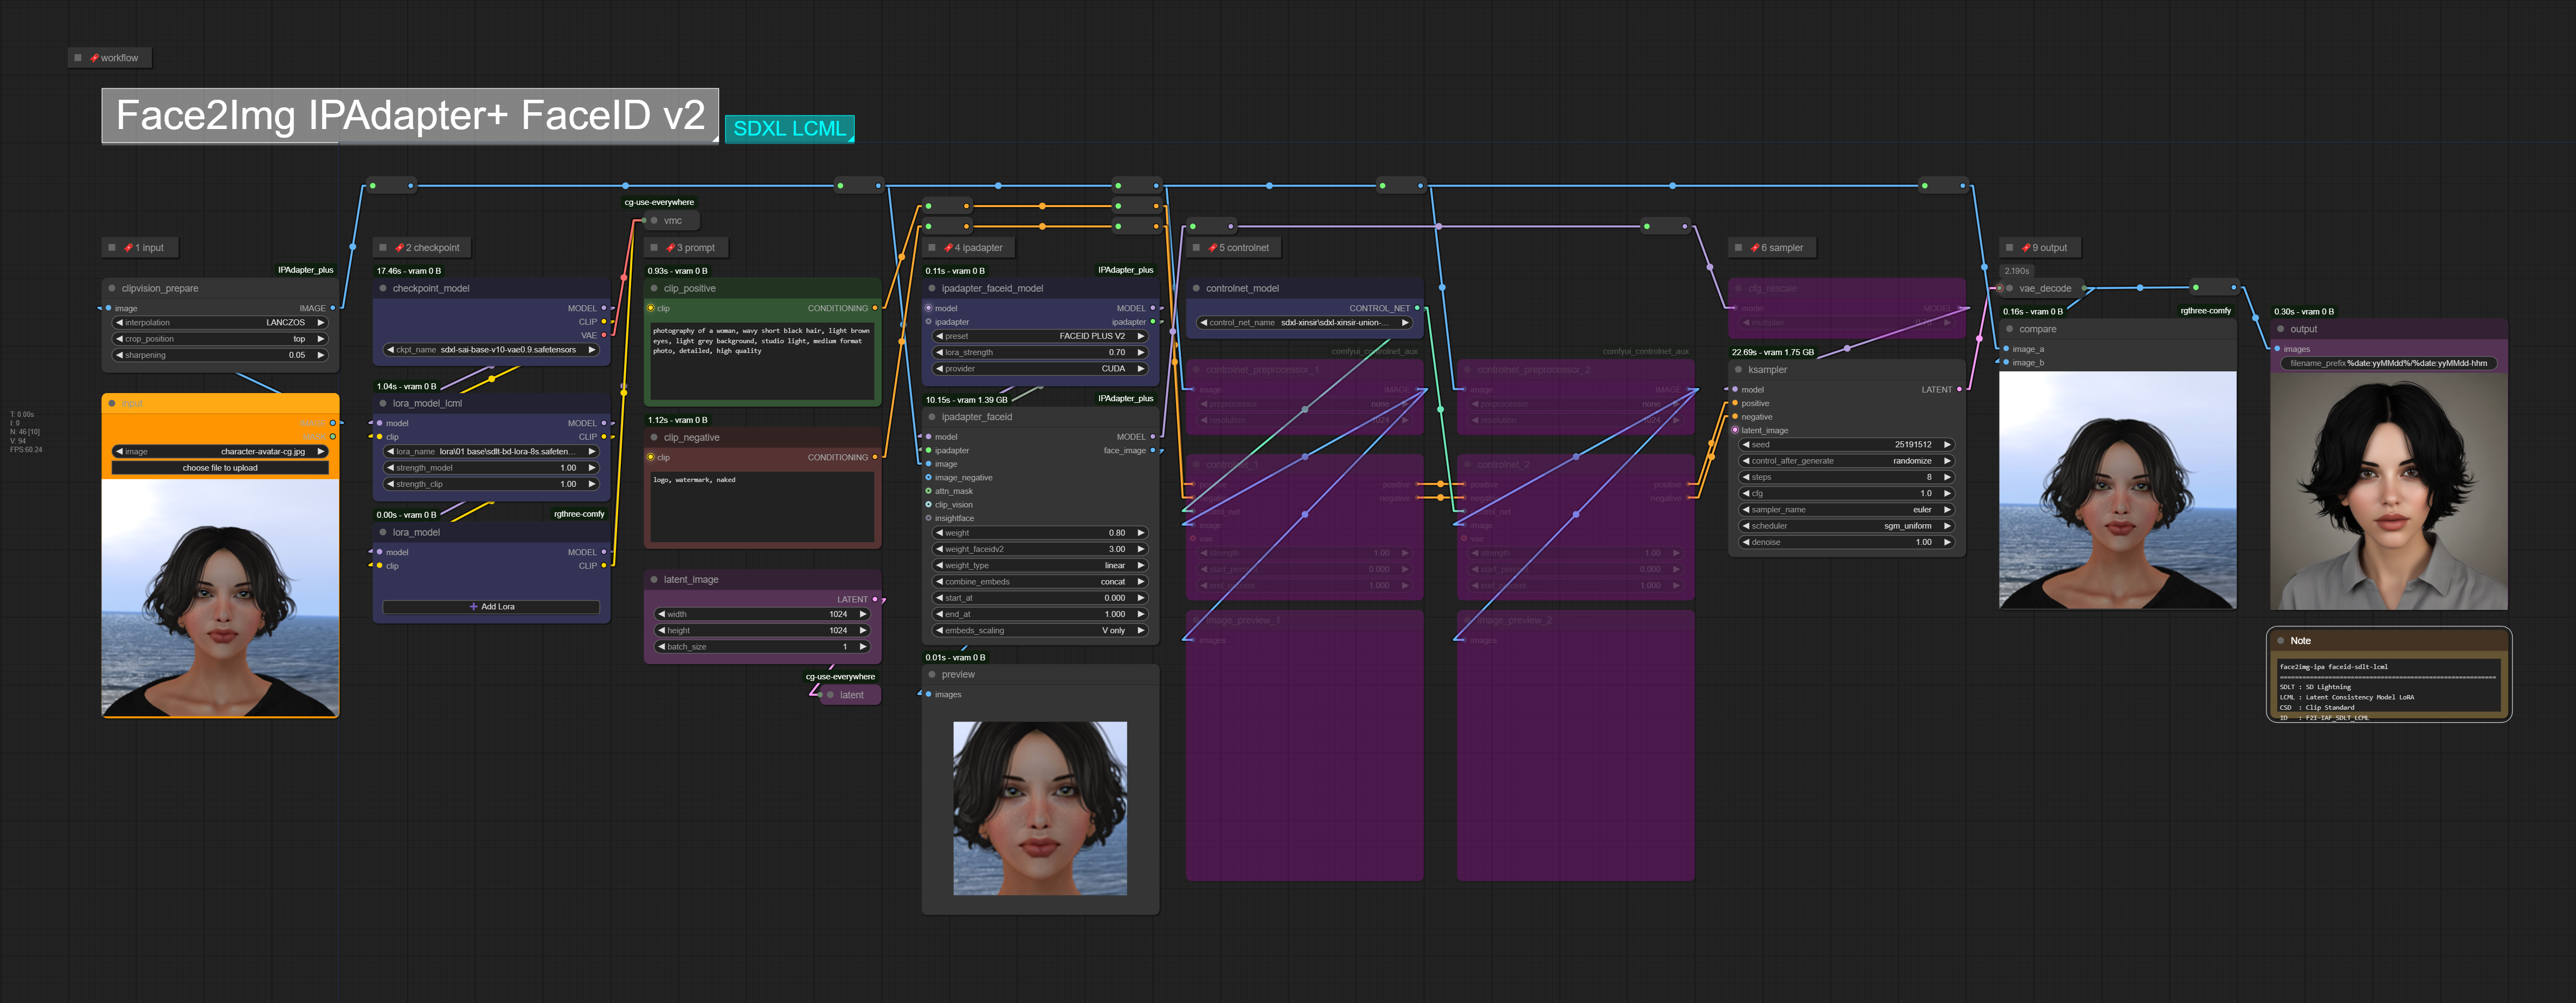 workflow
Face2Img IPAdapter+ FaceID v2
SDXL LCML
1 input
IPAdapter_plus
clipvision_prepare
image IMAGE
interpolation LANCZOS
crop_position top
sharpening 0.05
input
image character-avatar-cg.jpg
choose file to upload
T: 0.00s
I: 0
N: 46 [10]
V: 94
FPS:60.24
2 checkpoint
17.46s - vram 0 B
checkpoint_model
MODEL
CLIP
VAE
ckpt_name sdxl-sai-base-v10-vae0.9.safetensors
1.04s - vram 0 B
lora_model_lcml
model MODEL
clip CLIP
lora_name lora\01 base\sdlt-bd-lora-8s.safeten...
strength_model 1.00
strength_clip 1.00
0.00s - vram 0 B
rgthree-comfy
lora_model
model MODEL
clip CLIP
+ Add Lora
cg-use-everywhere
vmc
3 prompt
0.93s - vram 0 B
clip_positive
clip CONDITIONING
photography of a woman, wavy short black hair, light brown
eyes, light grey background, studio light, medium format
photo, detailed, high quality
1.12s - vram 0 B
clip_negative
clip CONDITIONING
logo, watermark, naked
latent_image
LATENT
width 1024
height 1024
batch_size 1
cg-use-everywhere
latent
4 ipadapter
0.11s - vram 0 B
IPAdapter_plus
ipadapter_faceid_model
model MODEL
ipadapter ipadapter
preset FACEID PLUS V2
lora_strength 0.70
provider CUDA
10.15s - vram 1.39 GB
IPAdapter_plus
ipadapter_faceid
model MODEL
ipadapter face_image
image
image_negative
attn_mask
clip_vision
insightface
weight 0.80
weight_faceidv2 3.00
weight_type linear
combine_embeds concat
start_at 0.000
end_at 1.000
embeds_scaling V only
0.01s - vram 0 B
preview
images
5 controlnet
controlnet_model
CONTROL_NET
control_net_name sdxl-xinsir\sdxl-xinsir-union-...
comfyui_controlnet_aux
controlnet_preprocessor_1
image IMAGE
preprocessor none
resolution 1024
controlnet_1
positive positive
negative negative
image
vae
strength 1.00
start_percent 0.000
end_percent 1.000
image_preview_1
images
comfyui_controlnet_aux
controlnet_preprocessor_2
image IMAGE
preprocessor none
resolution 1024
controlnet_2
positive positive
negative negative
image
vae
strength 1.00
start_percent 0.000
end_percent 1.000
image_preview_2
images
6 sampler
cfg_rescale
model MODEL
multiplier
22.69s - vram 1.75 GB
ksampler
model LATENT
positive
negative
latent_image
seed 25191512
control_after_generate randomize
steps 8
cfg 1.0
sampler_name euler
scheduler sgm_uniform
denoise 1.00
9 output
2.190s
vae_decode
0.16s - vram 0 B
rgthree-comfy
compare
image_a
image_b
0.30s - vram 0 B
output
images
filename_prefix %date:yyMMdd%/%date:yyMMdd-hhm
Note
face2img-ipa faceid-sdlt-lcml
SDLT : SD Lightning
LCML : Latent Consistency Model LoRA
CSD : Clip Standard
ID : F2I-IAF_SDLT_LCML